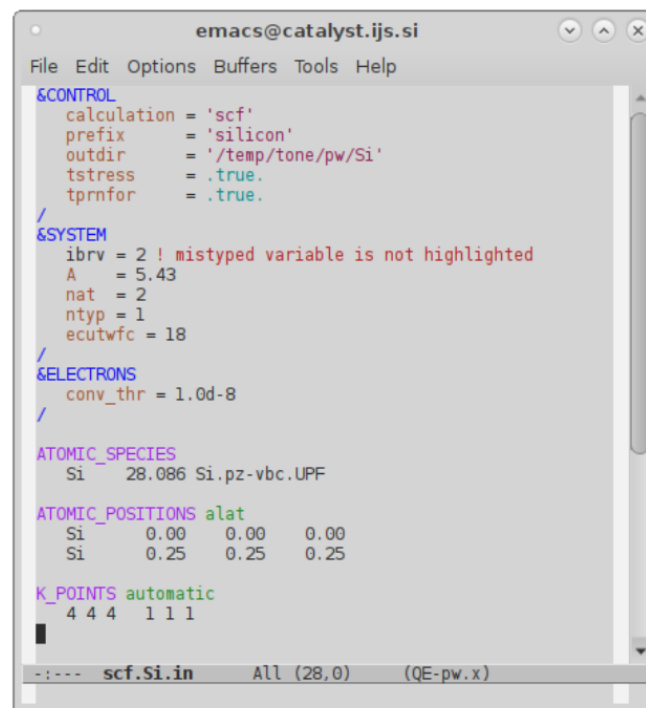 emacs@catalyst.ijs.si
File Edit Options Buffers Tools Help
&CONTROL
calculation = 'scf'
prefix = 'silicon'
outdir = '/temp/tone/pw/Si'
tstress = .true.
tprnfor = .true.
/
&SYSTEM
ibrv = 2 ! mistyped variable is not highlighted
A = 5.43
nat = 2
ntyp = 1
ecutwfc = 18
/
&ELECTRONS
conv_thr = 1.0d-8
/
ATOMIC_SPECIES
Si 28.086 Si.pz-vbc.UPF
ATOMIC_POSITIONS alat
Si 0.00 0.00 0.00
Si 0.25 0.25 0.25
K_POINTS automatic
4 4 4 1 1 1
-:--- scf.Si.in All (28,0) (QE-pw.x)